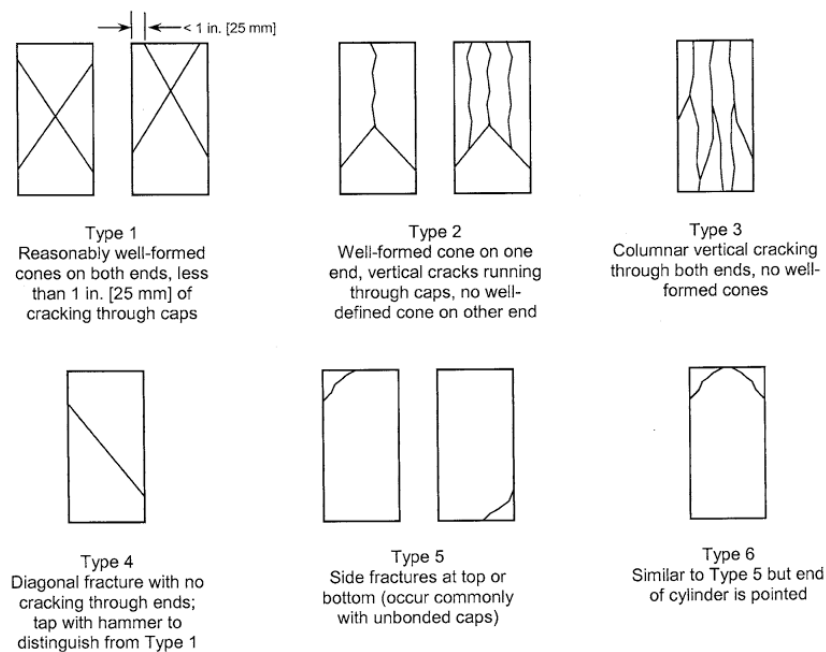 < 1 in. [25 mm]
Type 1
Reasonably well-formed
cones on both ends, less
than 1 in. [25 mm] of
cracking through caps
Type 2
Well-formed cone on one
end, vertical cracks running
through caps, no well-
defined cone on other end
Type 3
Columnar vertical cracking
through both ends, no well-
formed cones
Type 4
Diagonal fracture with no
cracking through ends;
tap with hammer to
distinguish from Type 1
Type 5
Side fractures at top or
bottom (occur commonly
with unbonded caps)
Type 6
Similar to Type 5 but end
of cylinder is pointed